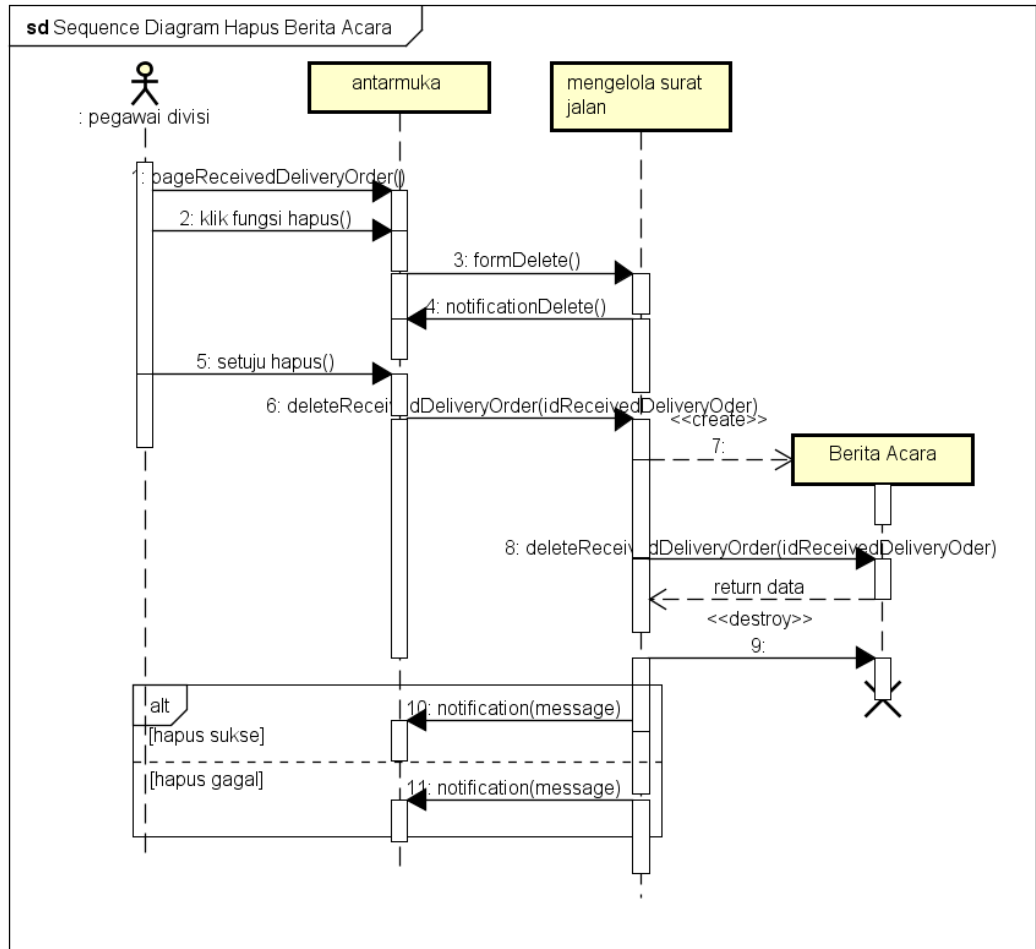 sd Sequence Diagram Hapus Berita Acara
: pegawai divisi
antarmuka
mengelola surat
jalan
1: pageReceivedDeliveryOrder()
2: klik fungsi hapus()
3: formDelete()
4: notificationDelete()
5: setuju hapus()
6: deleteReceivedDeliveryOrder(idReceivedDeliveryOder)
<<create>>
7:
Berita Acara
8: deleteReceivedDeliveryOrder(idReceivedDeliveryOder)
return data
<<destroy>>
9:
alt
10: notification(message)
[hapus sukse]
[hapus gagal]
11: notification(message)